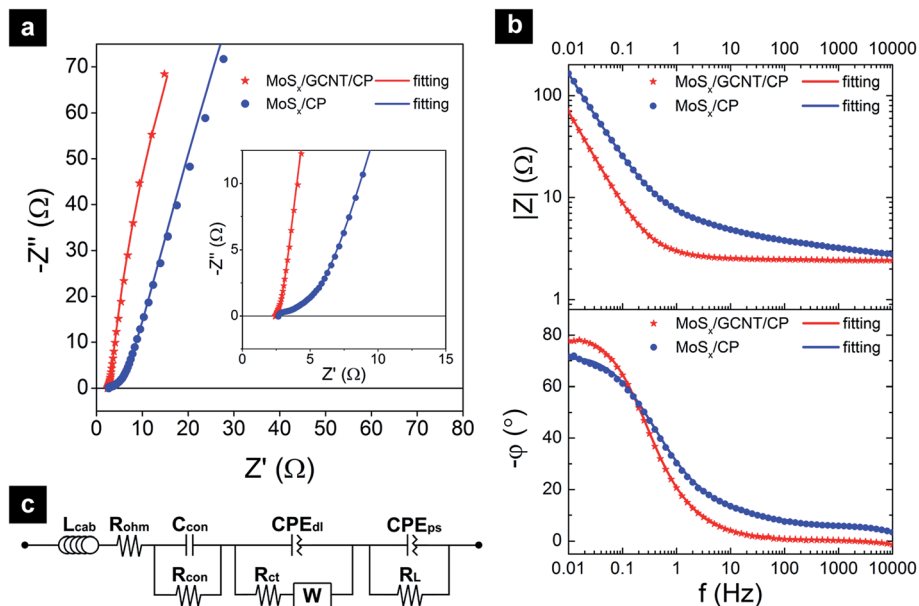 a
-Z'' (Ω)
70
60
50
40
30
20
10
0
MoSx/GCNT/CP fitting
MoSx/CP fitting
-Z'' (Ω)
10
5
0
0 5 10 15
Z' (Ω)
0 10 20 30 40 50 60 70 80
Z' (Ω)
b
0.01 0.1 1 10 100 1000 10000
|Z| (Ω)
100
10
1
MoSx/GCNT/CP fitting
MoSx/CP fitting
-φ (°)
80
60
40
20
0
MoSx/GCNT/CP fitting
MoSx/CP fitting
0.01 0.1 1 10 100 1000 10000
f (Hz)
c
Lcab Rohm Ccon CPEdl CPEps
Rcon Rct W RL